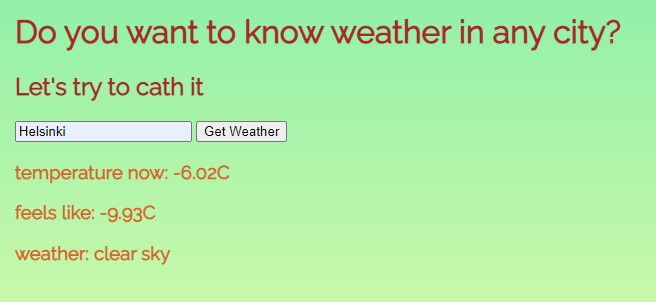 Do you want to know weather in any city?
Let's try to cath it
Helsinki Get Weather
temperature now: -6.02C
feels like: -9.93C
weather: clear sky